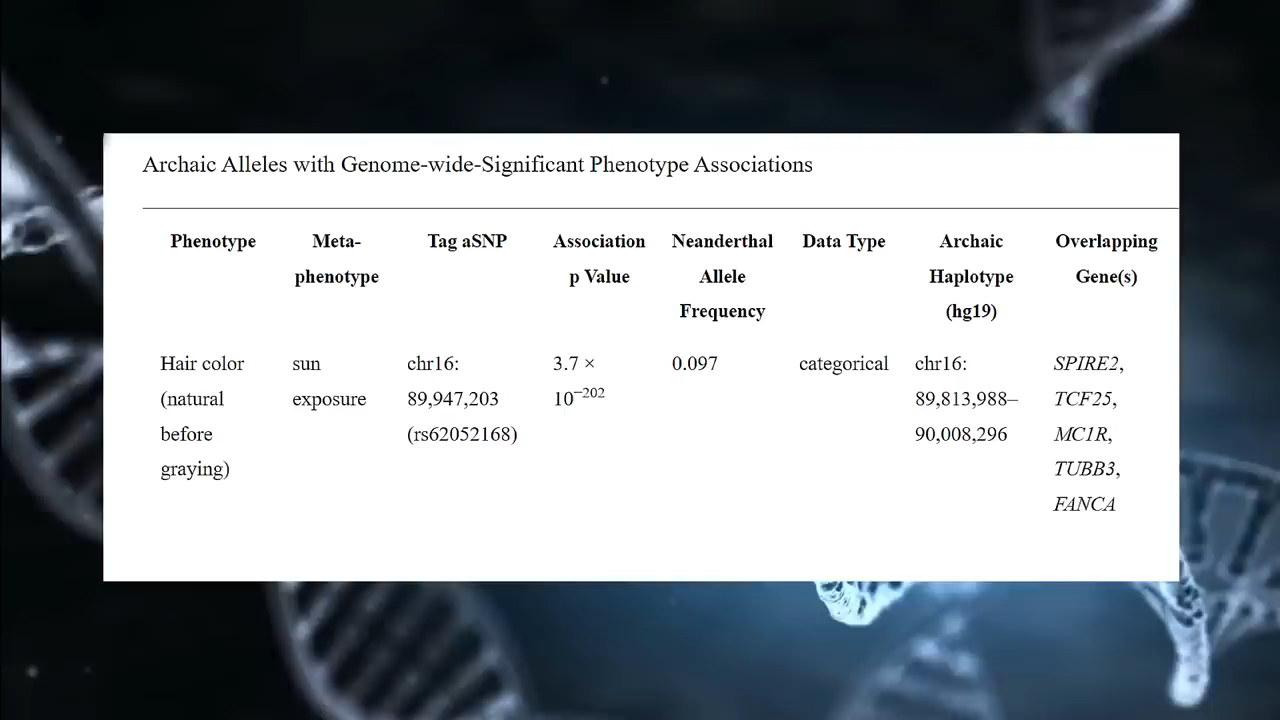 Archaic Alleles with Genome-wide-Significant Phenotype Associations
Phenotype
Meta-
phenotype
Tag aSNP
Association
p Value
Neanderthal
Allele
Frequency
Data Type
Archaic
Haplotype
(hg19)
Overlapping
Gene(s)
Hair color
(natural
before
graying)
sun
exposure
chr16:
89,947,203
(rs62052168)
3.7 ×
10⁻²⁰²
0.097
categorical
chr16:
89,813,988–
90,008,296
SPIRE2,
TCF25,
MC1R,
TUBB3,
FANCA